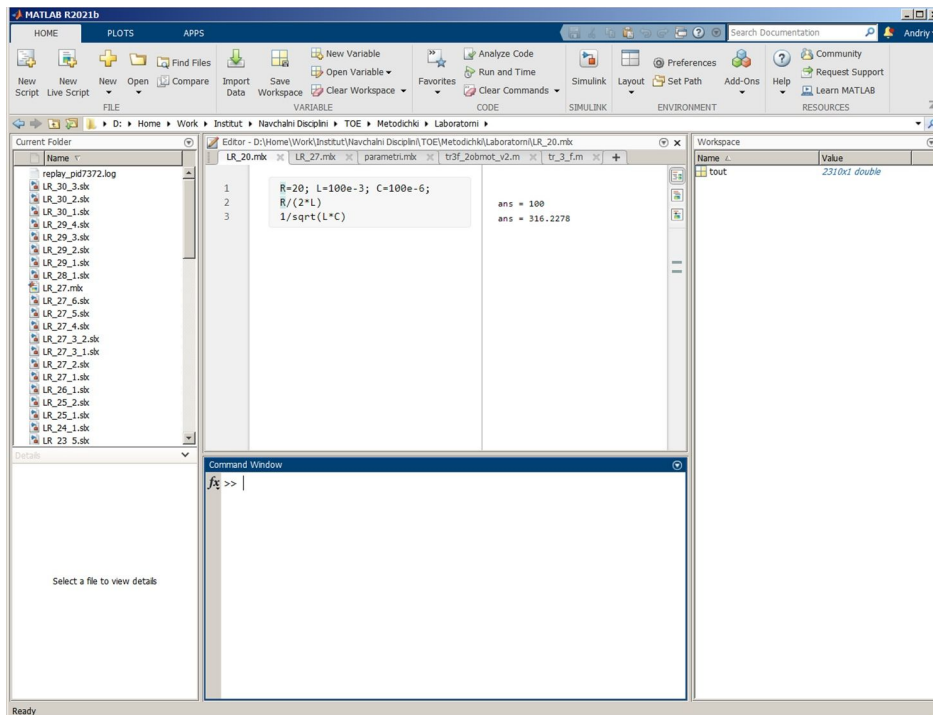 MATLAB R2021b
HOME PLOTS APPS
Search Documentation
Andriy
New Script
New Live Script
New
Open
Find Files
Compare
Import Data
Save Workspace
New Variable
Open Variable
Clear Workspace
Favorites
Analyze Code
Run and Time
Clear Commands
Simulink
Layout
Preferences
Set Path
Add-Ons
Help
Community
Request Support
Learn MATLAB
FILE VARIABLE CODE SIMULINK ENVIRONMENT RESOURCES
D: Home Work Institut Navchalni Disciplini TOE Metodichki Laboratorni
Current Folder
Name
replay_pid7372.log
LR_30_3.slx
LR_30_2.slx
LR_30_1.slx
LR_29_4.slx
LR_29_3.slx
LR_29_2.slx
LR_29_1.slx
LR_28_1.slx
LR_27.mlx
LR_27_6.slx
LR_27_5.slx
LR_27_4.slx
LR_27_3_2.slx
LR_27_3_1.slx
LR_27_2.slx
LR_27_1.slx
LR_26_1.slx
LR_25_2.slx
LR_25_1.slx
LR_24_1.slx
LR_23_5.slx
Details
Select a file to view details
Editor - D:\Home\Work\Institut\Navchalni Disciplini\TOE\Metodichki\Laboratorni\LR_20.mlx
LR_20.mlx LR_27.mlx parametri.mlx tr3f_2obmot_v2.m tr_3_f.m +
1 R=20; L=100e-3; C=100e-6;
2 R/(2*L)
3 1/sqrt(L*C)
ans = 100
ans = 316.2278
Command Window
fx >>
Workspace
Name Value
tout 2310x1 double
Ready